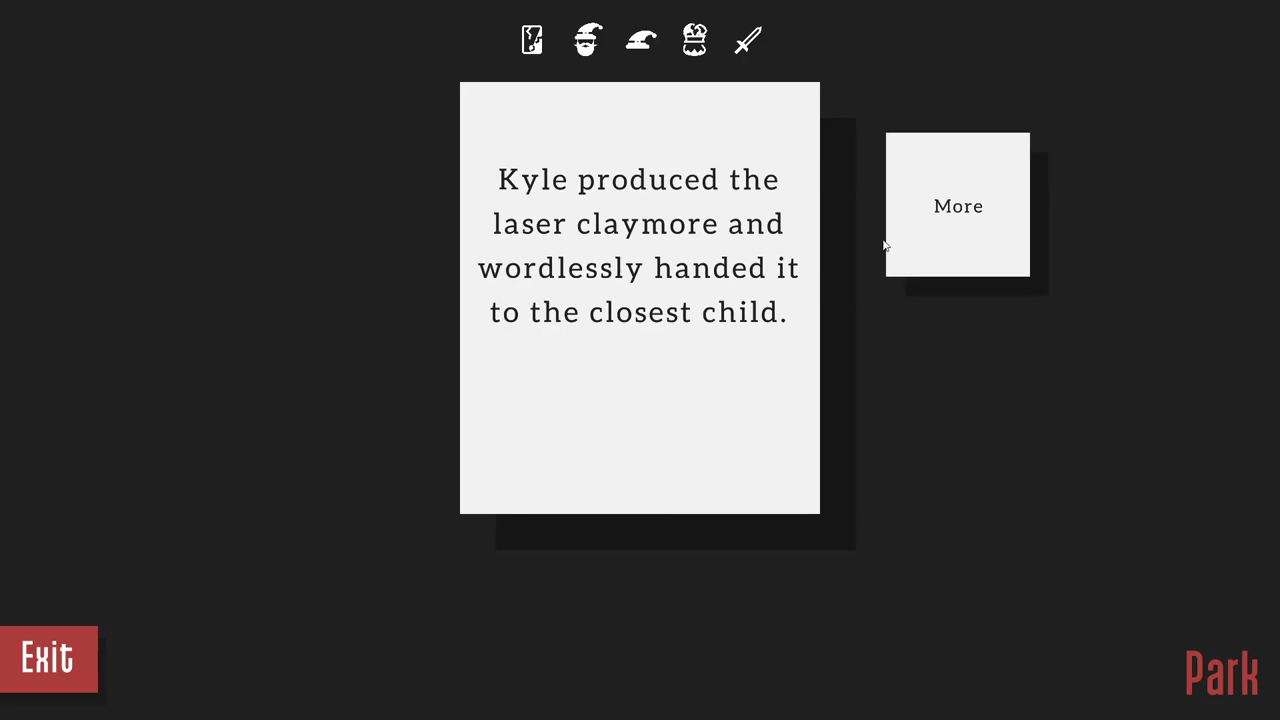 Kyle produced the
laser claymore and
wordlessly handed it
to the closest child.
More
Exit
Park